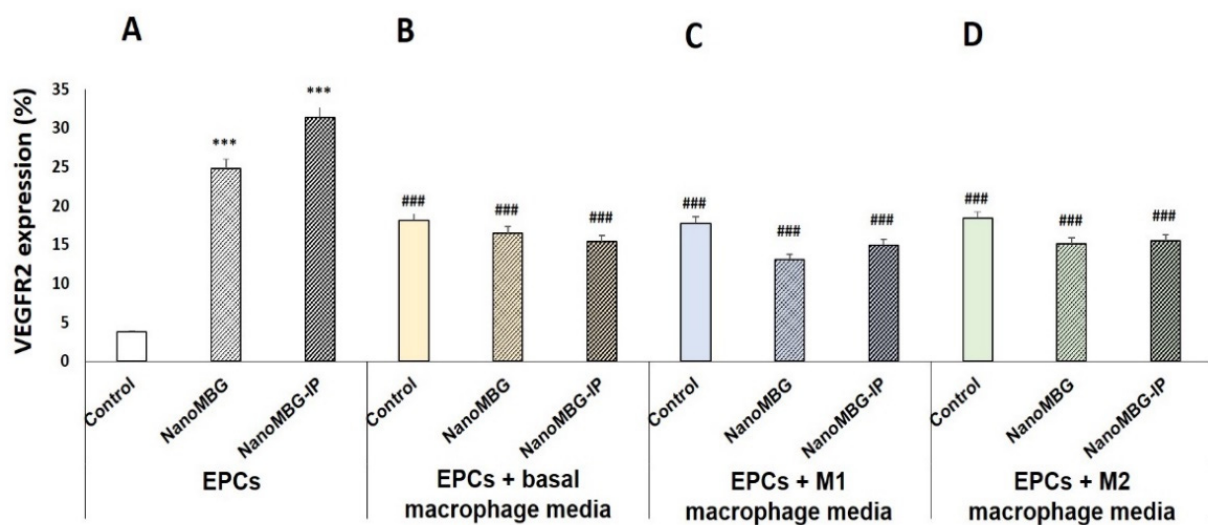 A B C D
VEGFR2 expression (%)
35
30
25
20
15
10
5
0
***
***
###
###
###
###
###
###
###
###
###
Control NanoMBG NanoMBG-IP Control NanoMBG NanoMBG-IP Control NanoMBG NanoMBG-IP Control NanoMBG NanoMBG-IP
EPCs
EPCs + basal
macrophage media
EPCs + M1
macrophage media
EPCs + M2
macrophage media